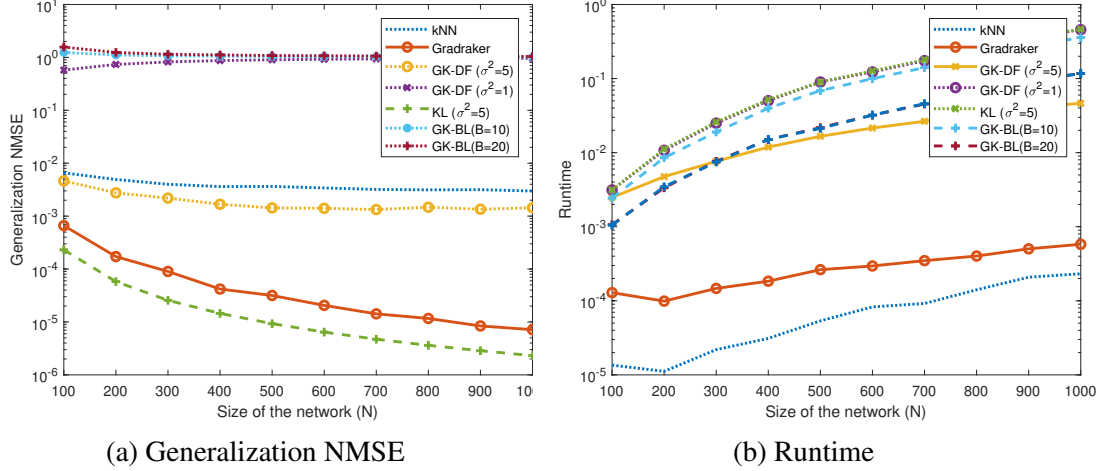 10^2
10^1
10^0
10^-1
10^-2
10^-3
10^-4
10^-5
10^-6
Generalization NMSE
100 200 300 400 500 600 700 800 900 100
Size of the network (N)
kNN
Gradraker
GK-DF (σ^2=5)
GK-DF (σ^2=1)
KL (σ^2=5)
GK-BL(B=10)
GK-BL(B=20)
(a) Generalization NMSE
10^0
10^-1
10^-2
10^-3
10^-4
10^-5
Runtime
100 200 300 400 500 600 700 800 900 1000
Size of the network (N)
kNN
Gradraker
GK-DF (σ^2=5)
GK-DF (σ^2=1)
KL (σ^2=5)
GK-BL(B=10)
GK-BL(B=20)
(b) Runtime